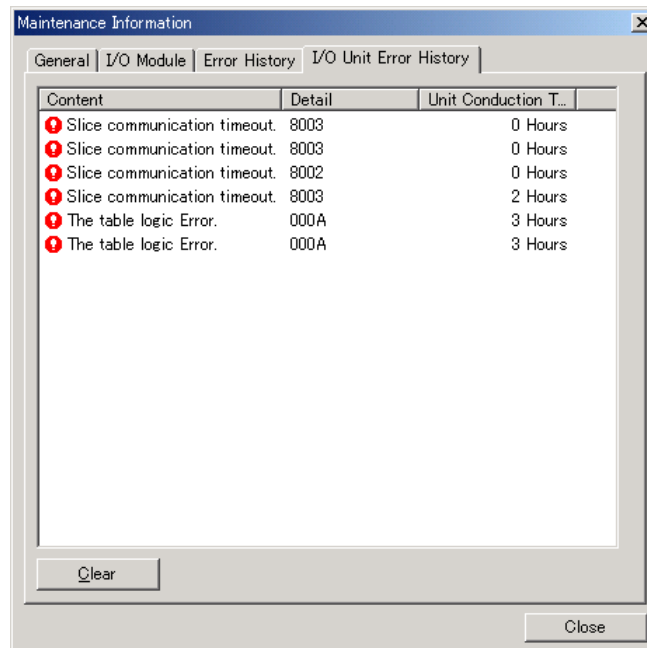 Maintenance Information
General I/O Module Error History I/O Unit Error History
Content Detail Unit Conduction T...
Slice communication timeout. 8003 0 Hours
Slice communication timeout. 8003 0 Hours
Slice communication timeout. 8002 0 Hours
Slice communication timeout. 8003 2 Hours
The table logic Error. 000A 3 Hours
The table logic Error. 000A 3 Hours
Clear
Close